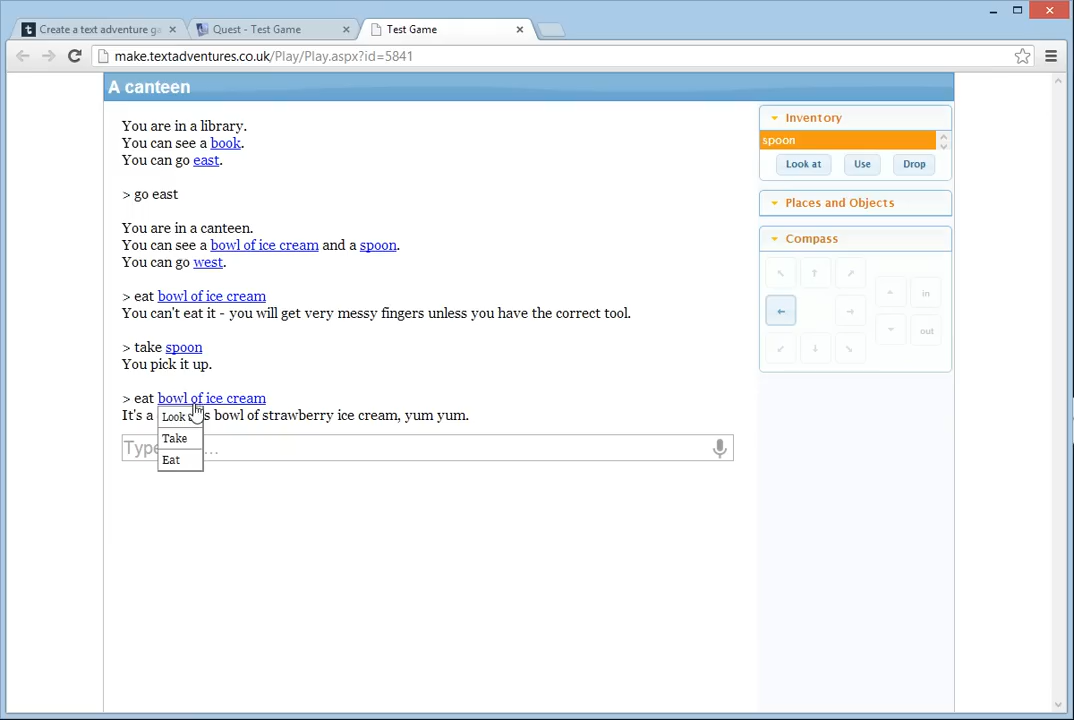 Create a text adventure ga
Quest - Test Game
Test Game
make.textadventures.co.uk/Play/Play.aspx?id=5841
A canteen
You are in a library.
You can see a book.
You can go east.
> go east
You are in a canteen.
You can see a bowl of ice cream and a spoon.
You can go west.
> eat bowl of ice cream
You can't eat it - you will get very messy fingers unless you have the correct tool.
> take spoon
You pick it up.
> eat bowl of ice cream
It's a bowl of strawberry ice cream, yum yum.
Look
Take
Eat
Type ...
Inventory
spoon
Look at Use Drop
Places and Objects
Compass
in
out